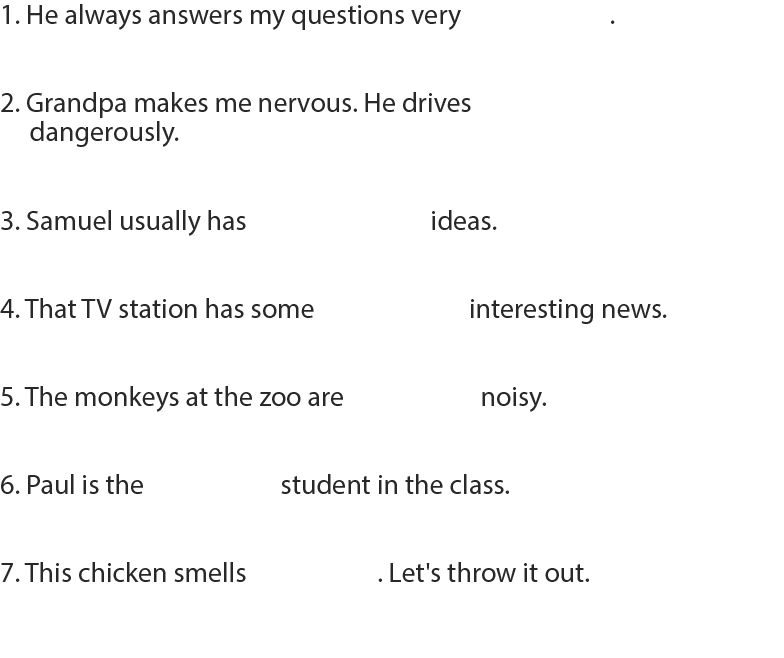 1. He always answers my questions very .
2. Grandpa makes me nervous. He drives
dangerously.
3. Samuel usually has ideas.
4. That TV station has some interesting news.
5. The monkeys at the zoo are noisy.
6. Paul is the student in the class.
7. This chicken smells . Let's throw it out.